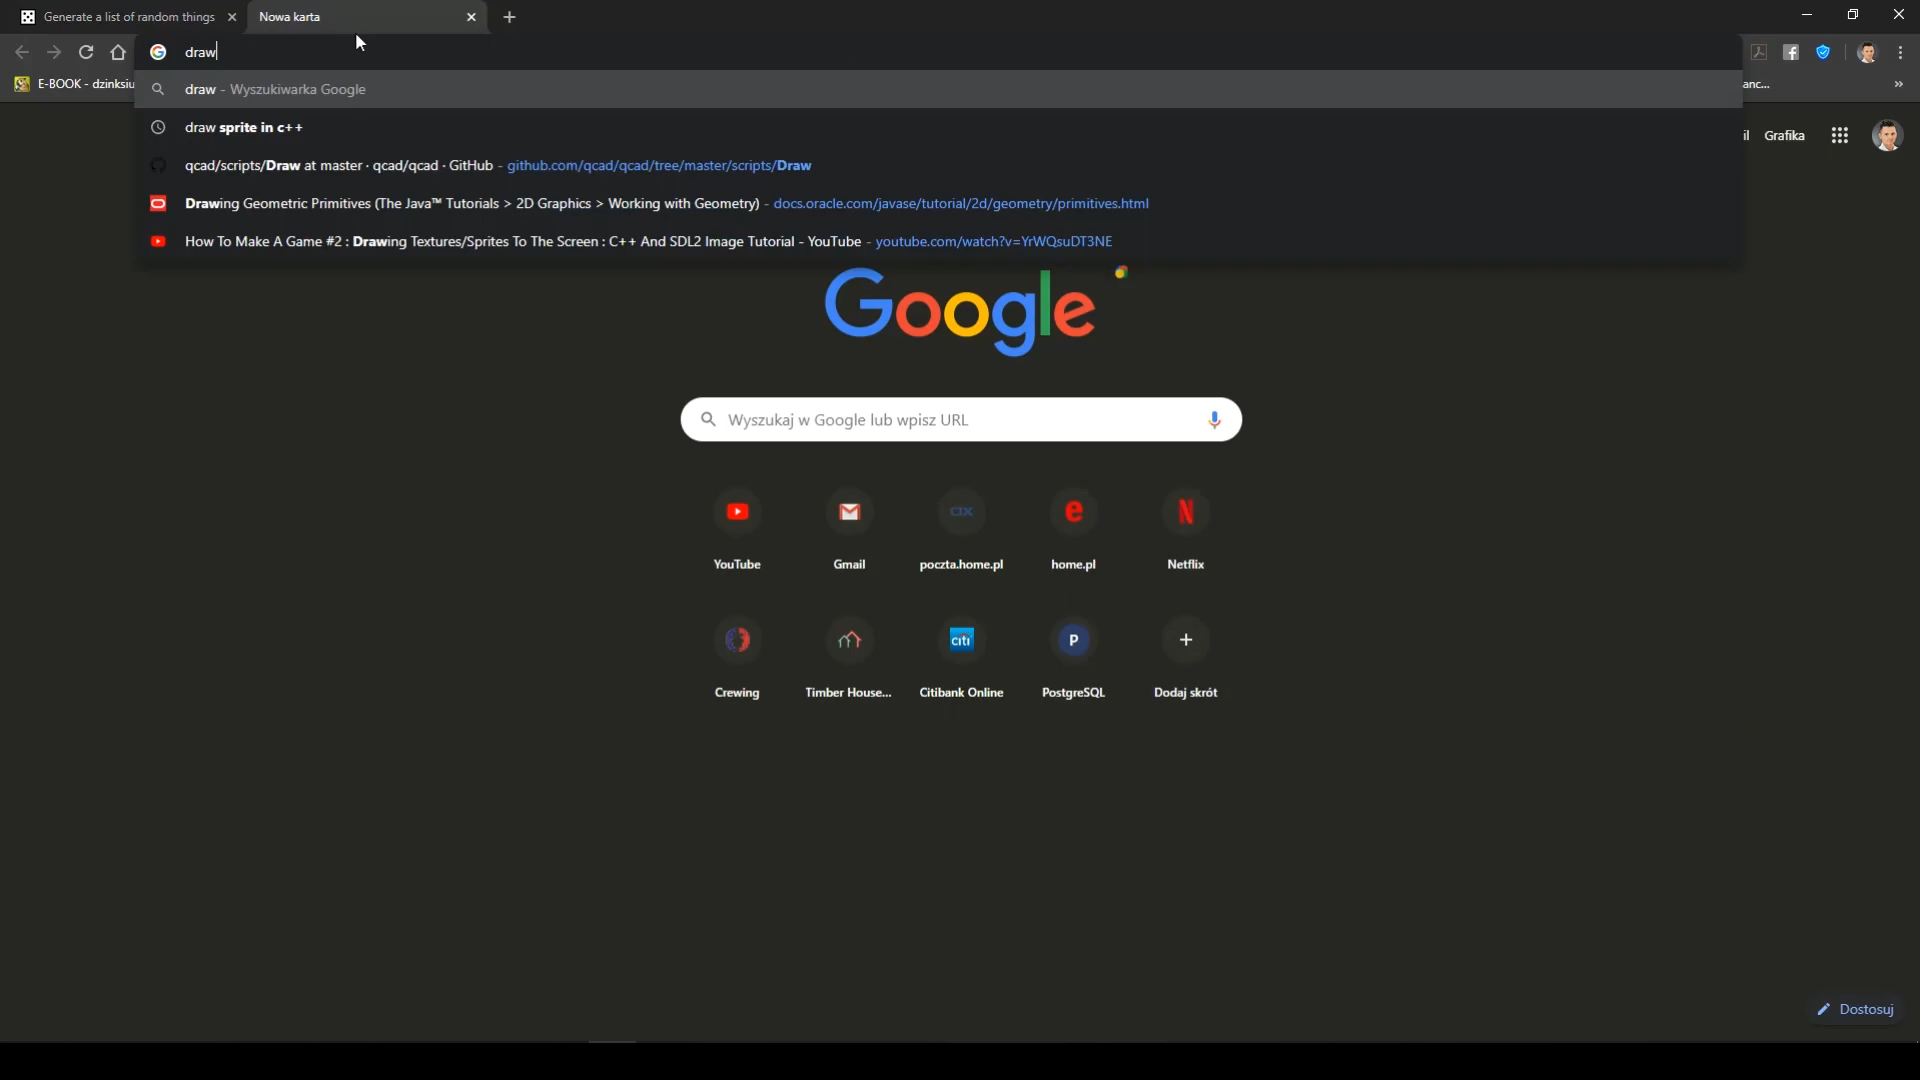 Generate a list of random things
Nowa karta
draw
E-BOOK - dzinksiu
draw - Wyszukiwarka Google
anc...
draw sprite in c++
il Grafika
qcad/scripts/Draw at master · qcad/qcad · GitHub - github.com/qcad/qcad/tree/master/scripts/Draw
Drawing Geometric Primitives (The Java™ Tutorials > 2D Graphics > Working with Geometry) - docs.oracle.com/javase/tutorial/2d/geometry/primitives.html
How To Make A Game #2 : Drawing Textures/Sprites To The Screen : C++ And SDL2 Image Tutorial - YouTube - youtube.com/watch?v=YrWQsuDT3NE
Google
Wyszukaj w Google lub wpisz URL
YouTube
Gmail
poczta.home.pl
home.pl
Netflix
citi
P
Crewing
Timber House...
Citibank Online
PostgreSQL
Dodaj skrót
Dostosuj